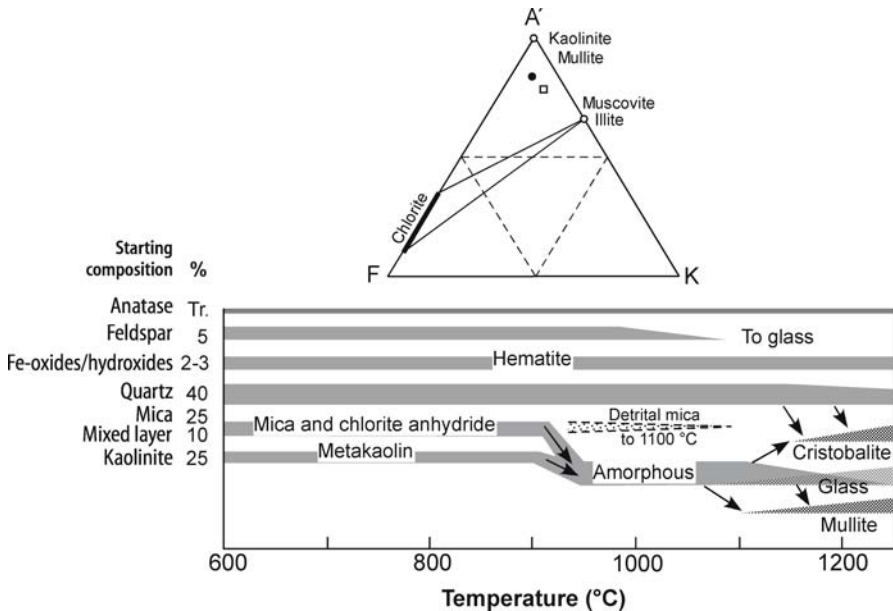 A′
Kaolinite
Mullite
Muscovite
Illite
Chlorite
F
K
Starting
composition %
Anatase Tr.
Feldspar 5
To glass
Fe-oxides/hydroxides 2-3
Hematite
Quartz 40
Mica 25
Mixed layer 10
Mica and chlorite anhydride
Detrital mica
to 1100 °C
Kaolinite 25
Metakaolin
Amorphous
Cristobalite
Glass
Mullite
600 800 1000 1200
Temperature (°C)